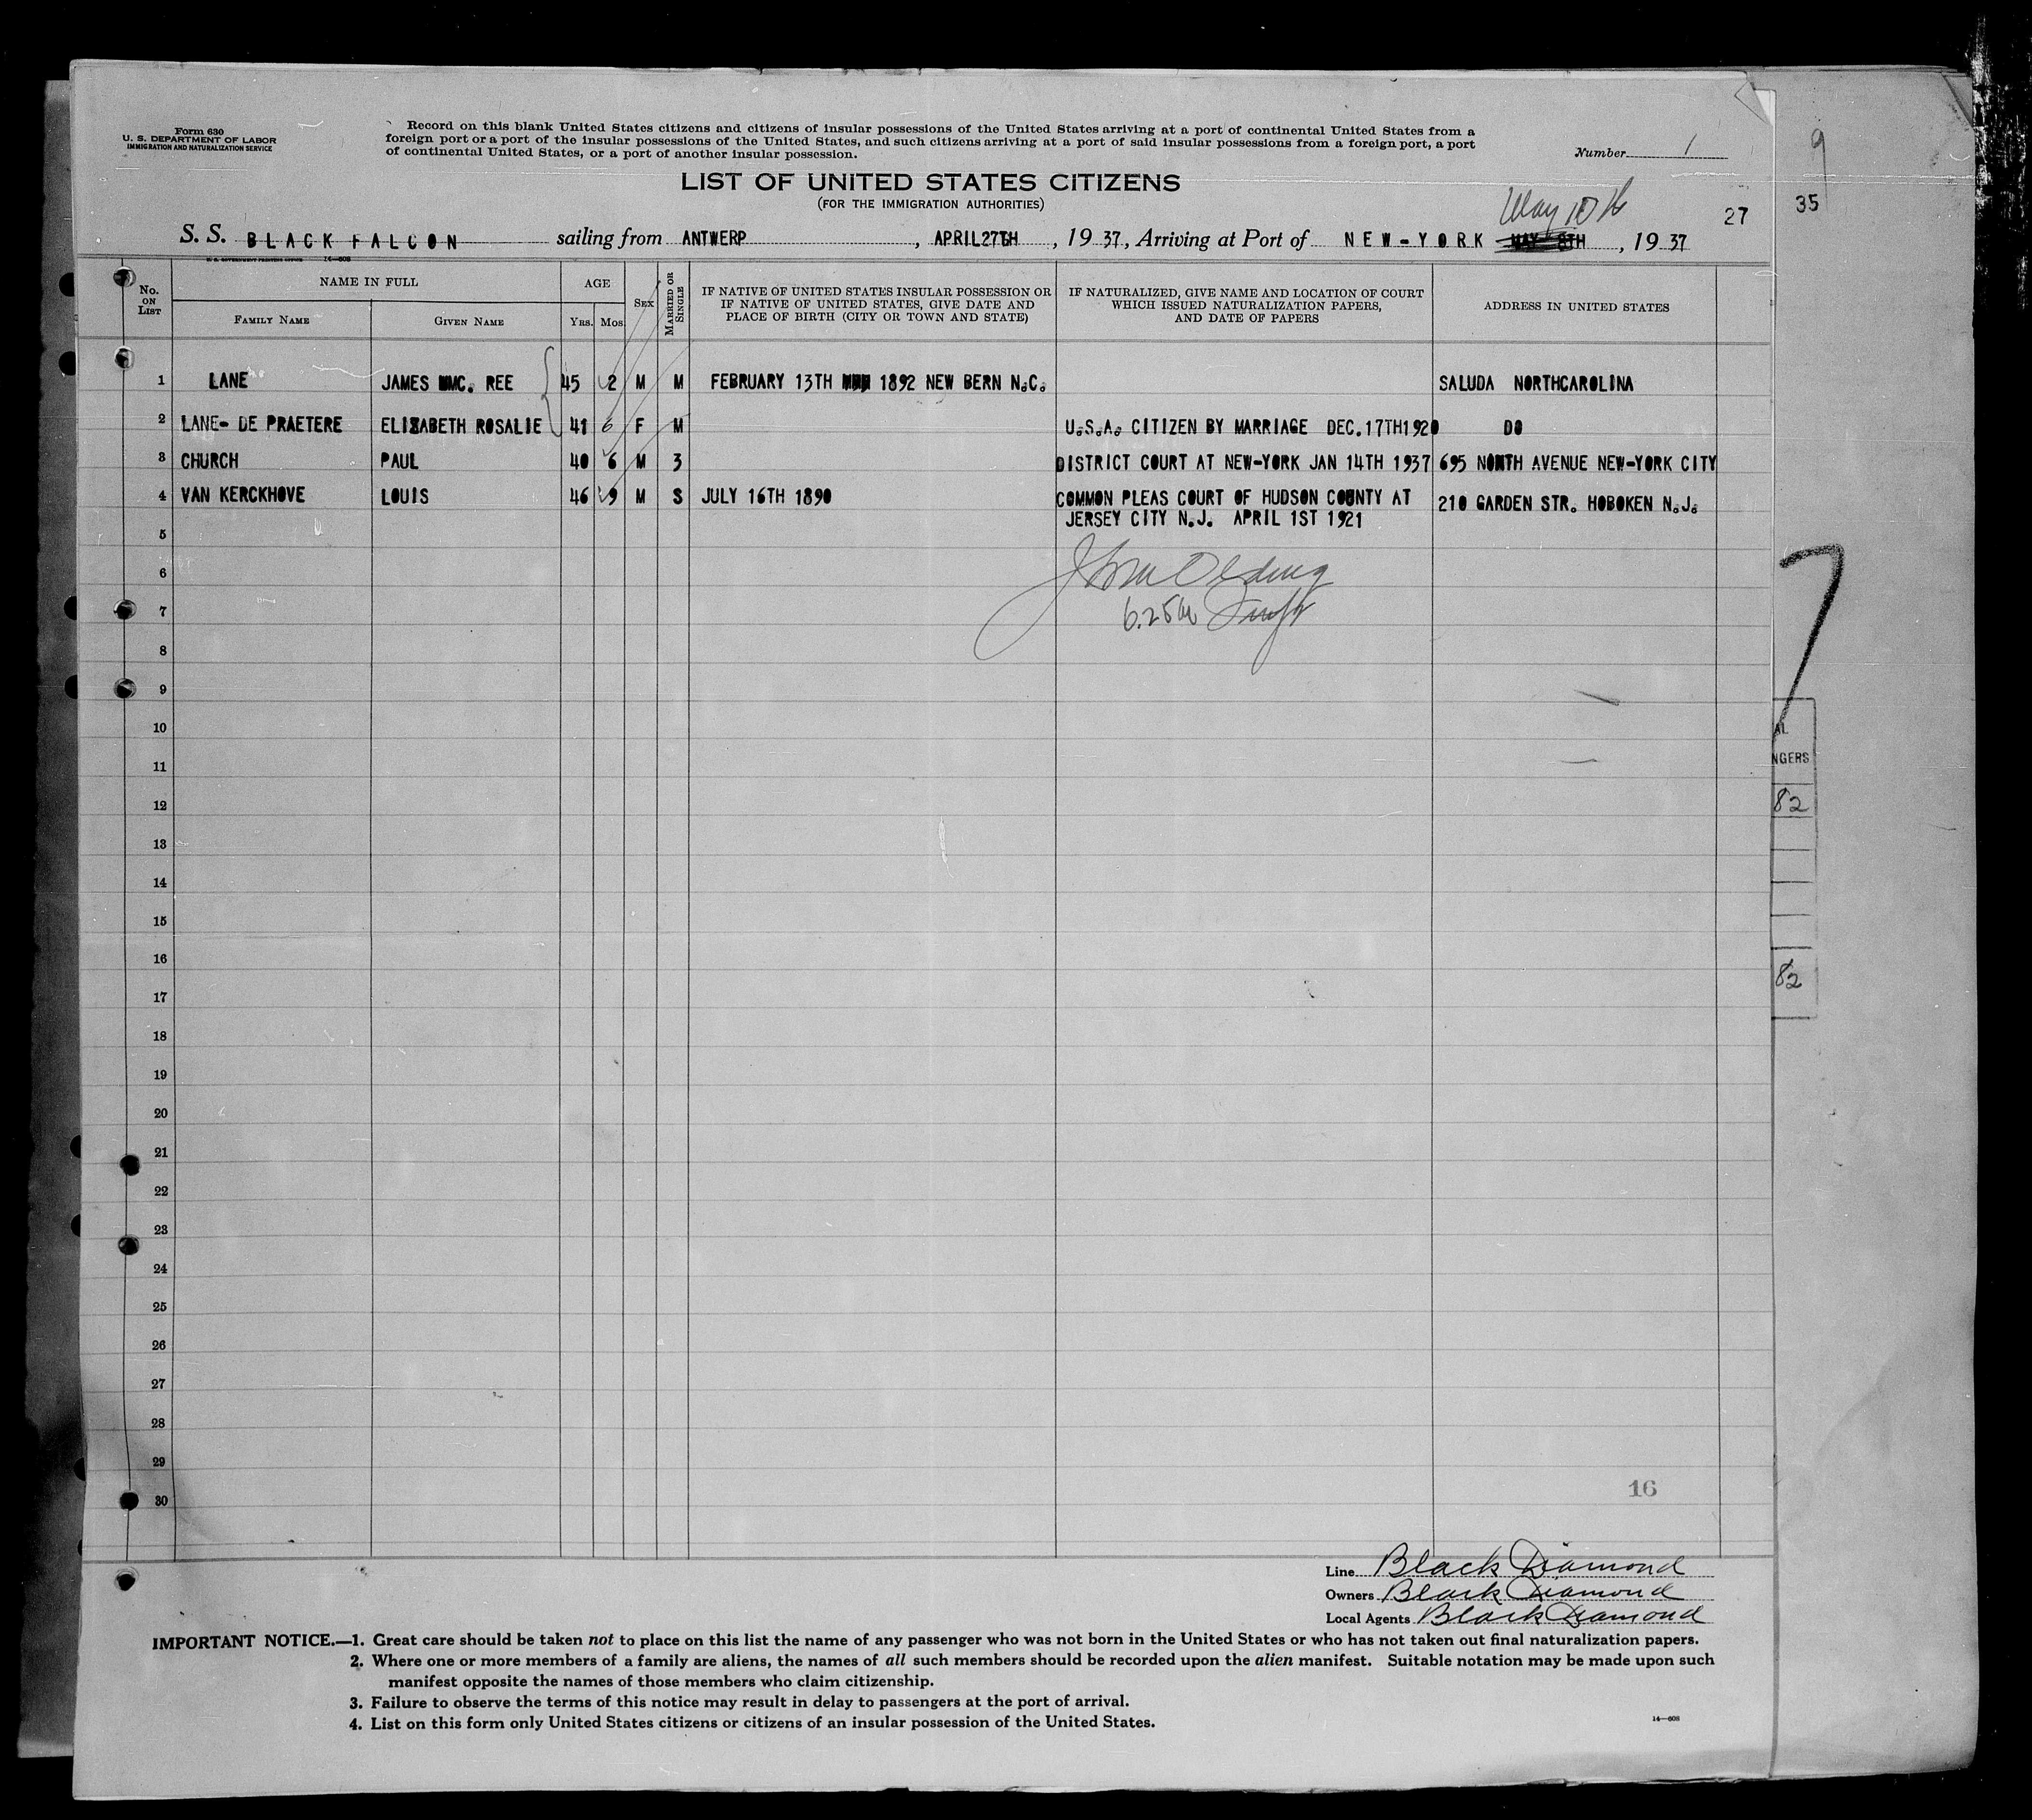 Form 630
U. S. DEPARTMENT OF LABOR
IMMIGRATION AND NATURALIZATION SERVICE
Record on this blank United States citizens and citizens of insular possessions of the United States arriving at a port of continental United States from a
foreign port or a port of the insular possessions of the United States, and such citizens arriving at a port of said insular possessions from a foreign port, a port
of continental United States, or a port of another insular possession.
Number 1
9
LIST OF UNITED STATES CITIZENS
(FOR THE IMMIGRATION AUTHORITIES)
May 10th
27
35
S. S. BLACK FALCON sailing from ANTWERP, APRIL 27TH, 1937, Arriving at Port of NEW-YORK MAY 8TH, 1937
U. S. GOVERNMENT PRINTING OFFICE 14—608
No. ON LIST
NAME IN FULL
FAMILY NAME
GIVEN NAME
AGE
YRS. MOS.
SEX
MARRIED OR SINGLE
IF NATIVE OF UNITED STATES INSULAR POSSESSION OR
IF NATIVE OF UNITED STATES, GIVE DATE AND
PLACE OF BIRTH (CITY OR TOWN AND STATE)
IF NATURALIZED, GIVE NAME AND LOCATION OF COURT
WHICH ISSUED NATURALIZATION PAPERS,
AND DATE OF PAPERS
ADDRESS IN UNITED STATES
1 LANE JAMES MC. REE 45 2 M M FEBRUARY 13TH 1892 NEW BERN N.C. SALUDA NORTHCAROLINA
2 LANE- DE PRAETERE ELIZABETH ROSALIE 41 6 F M U.S.A. CITIZEN BY MARRIAGE DEC.17TH1920 DO
3 CHURCH PAUL 40 6 M 3 DISTRICT COURT AT NEW-YORK JAN 14TH 1937 695 NONTH AVENUE NEW-YORK CITY
4 VAN KERCKHOVE LOUIS 46 9 M S JULY 16TH 1890 COMMON PLEAS COURT OF HUDSON COUNTY AT 210 GARDEN STR. HOBOKEN N.J.
JERSEY CITY N.J. APRIL 1ST 1921
5
6
7
8
9
10
11
12
13
14
15
16
17
18
19
20
21
22
23
24
25
26
27
28
29
30
7
AL
NGERS
82
82
16
Line Black Diamond
Owners Black Diamond
Local Agents Black Diamond
IMPORTANT NOTICE.—1. Great care should be taken not to place on this list the name of any passenger who was not born in the United States or who has not taken out final naturalization papers.
2. Where one or more members of a family are aliens, the names of all such members should be recorded upon the alien manifest. Suitable notation may be made upon such
manifest opposite the names of those members who claim citizenship.
3. Failure to observe the terms of this notice may result in delay to passengers at the port of arrival.
4. List on this form only United States citizens or citizens of an insular possession of the United States.
14—608